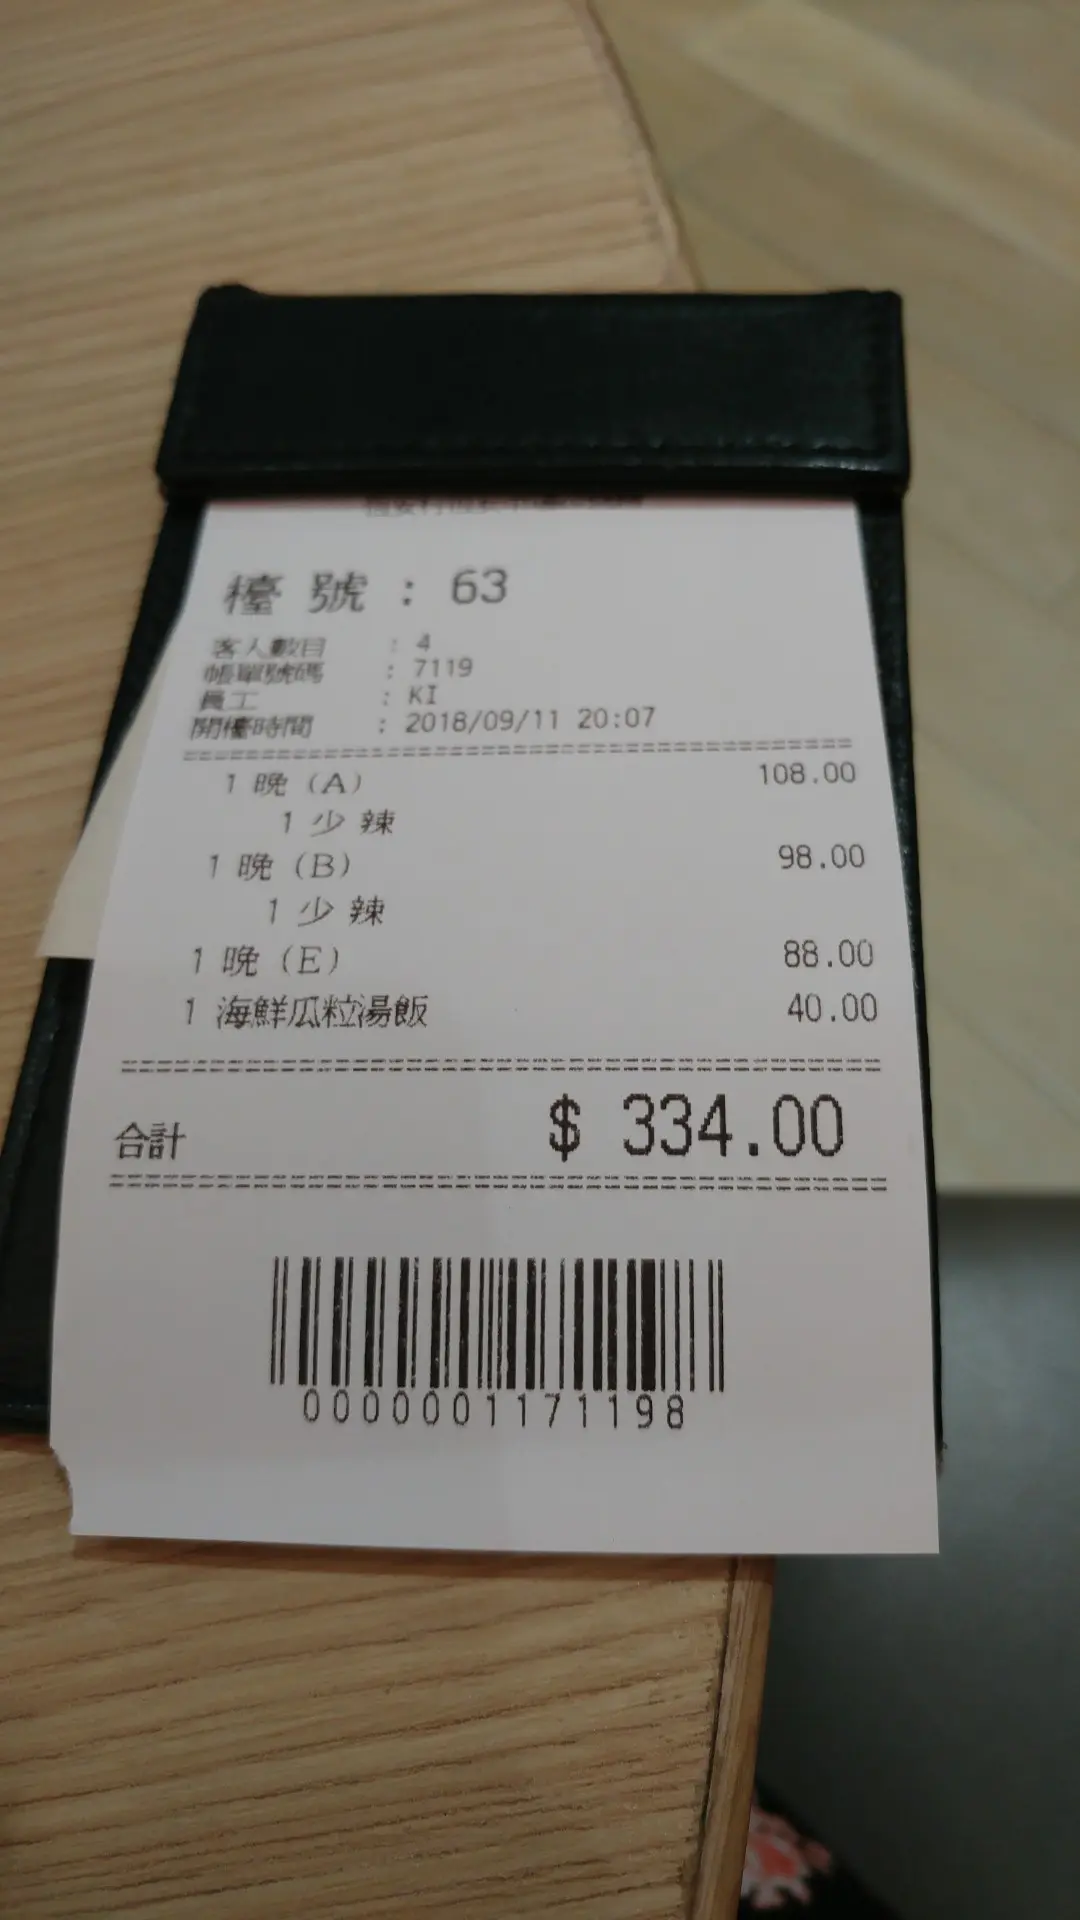 檯 號 : 63
客人數目 : 4
帳單號碼 : 7119
員工 : KI
開檯時間 : 2018/09/11 20:07
1 晚 (A) 108.00
1 少 辣
1 晚 (B) 98.00
1 少 辣
1 晚 (E) 88.00
1 海鮮瓜粒湯飯 40.00
合計 $ 334.00
0000001171198